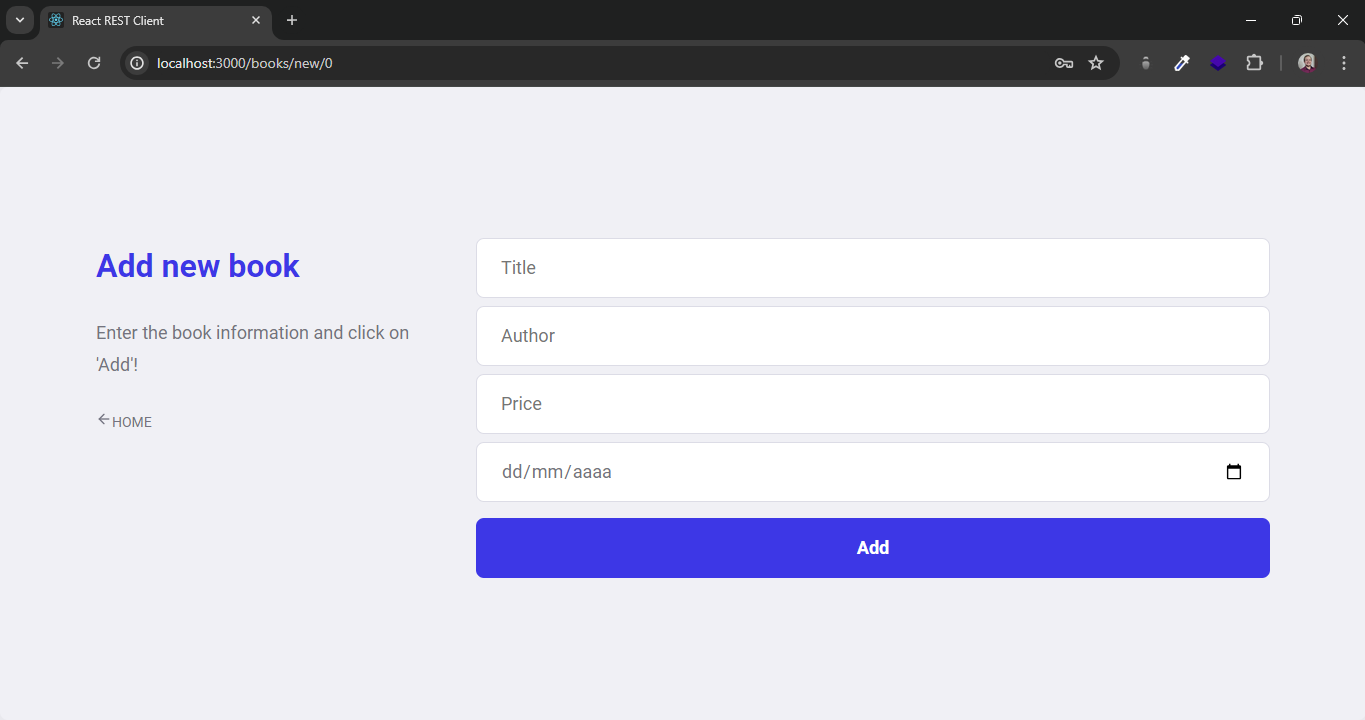 React REST Client
localhost:3000/books/new/0
Add new book
Enter the book information and click on
'Add'!
HOME
Title
Author
Price
dd/mm/aaaa
Add